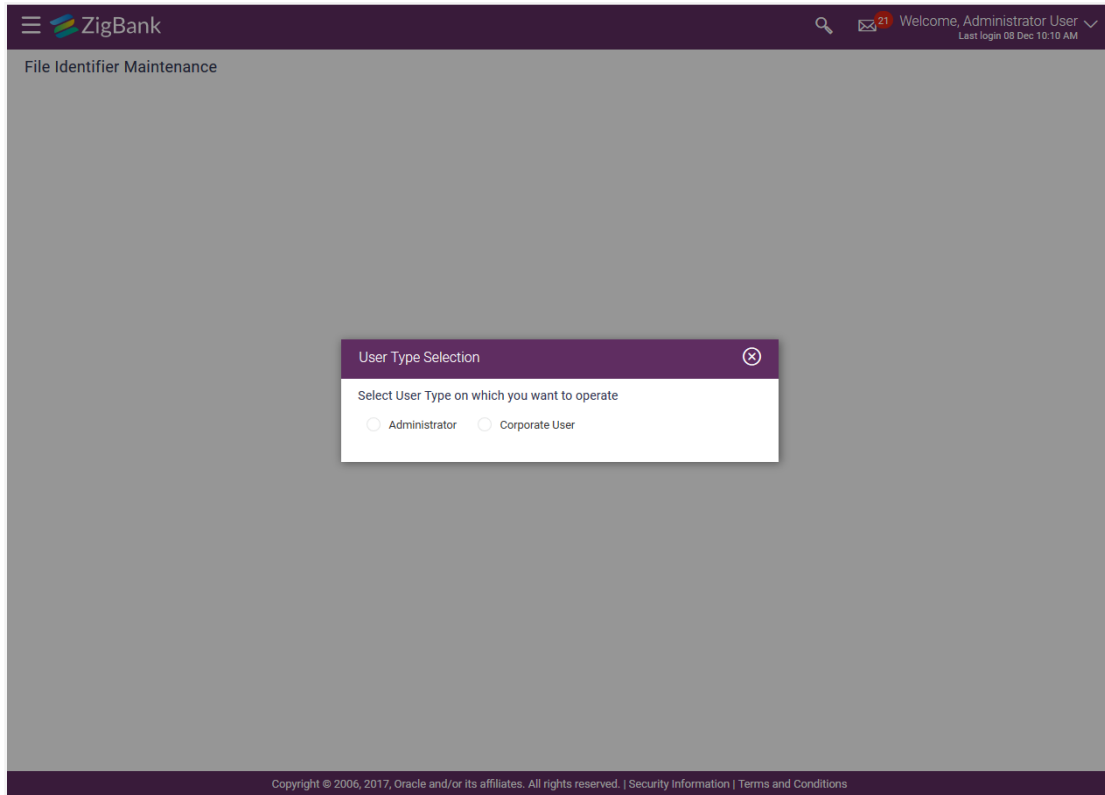 ZigBank
21
Welcome, Administrator User
Last login 08 Dec 10:10 AM
File Identifier Maintenance
User Type Selection
Select User Type on which you want to operate
Administrator Corporate User
Copyright © 2006, 2017, Oracle and/or its affiliates. All rights reserved. | Security Information | Terms and Conditions